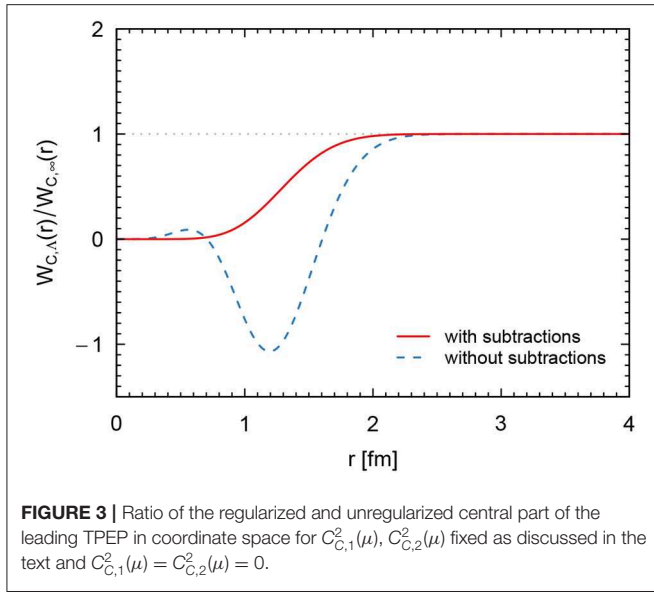 2
1
0
−1
W_{C,Λ}(r)/W_{C,∞}(r)
with subtractions
without subtractions
0 1 2 3 4
r [fm]
FIGURE 3 | Ratio of the regularized and unregularized central part of the
leading TPEP in coordinate space for C²_{C,1}(μ), C²_{C,2}(μ) fixed as discussed in the
text and C²_{C,1}(μ) = C²_{C,2}(μ) = 0.